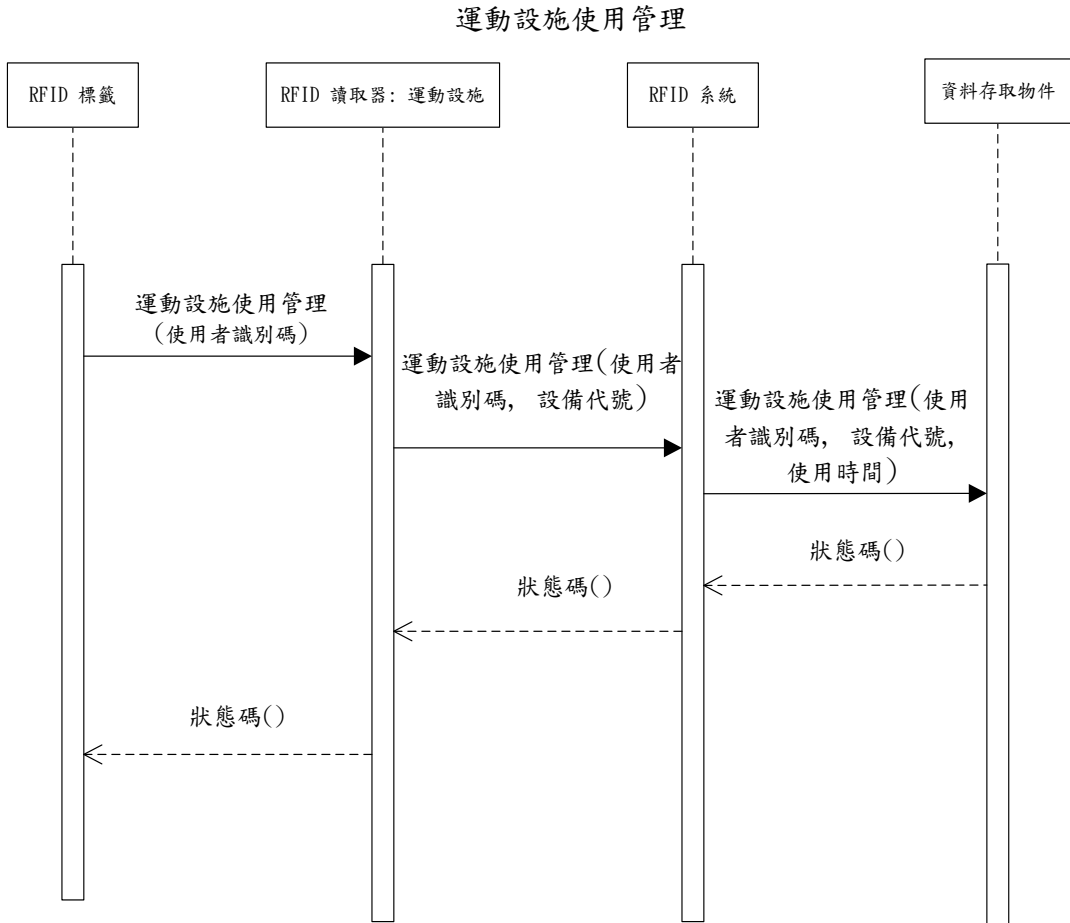 運動設施使用管理
RFID 標籤
RFID 讀取器: 運動設施
RFID 系統
資料存取物件
運動設施使用管理
(使用者識別碼)
運動設施使用管理(使用者
識別碼, 設備代號)
運動設施使用管理(使用
者識別碼, 設備代號,
使用時間)
狀態碼()
狀態碼()
狀態碼()